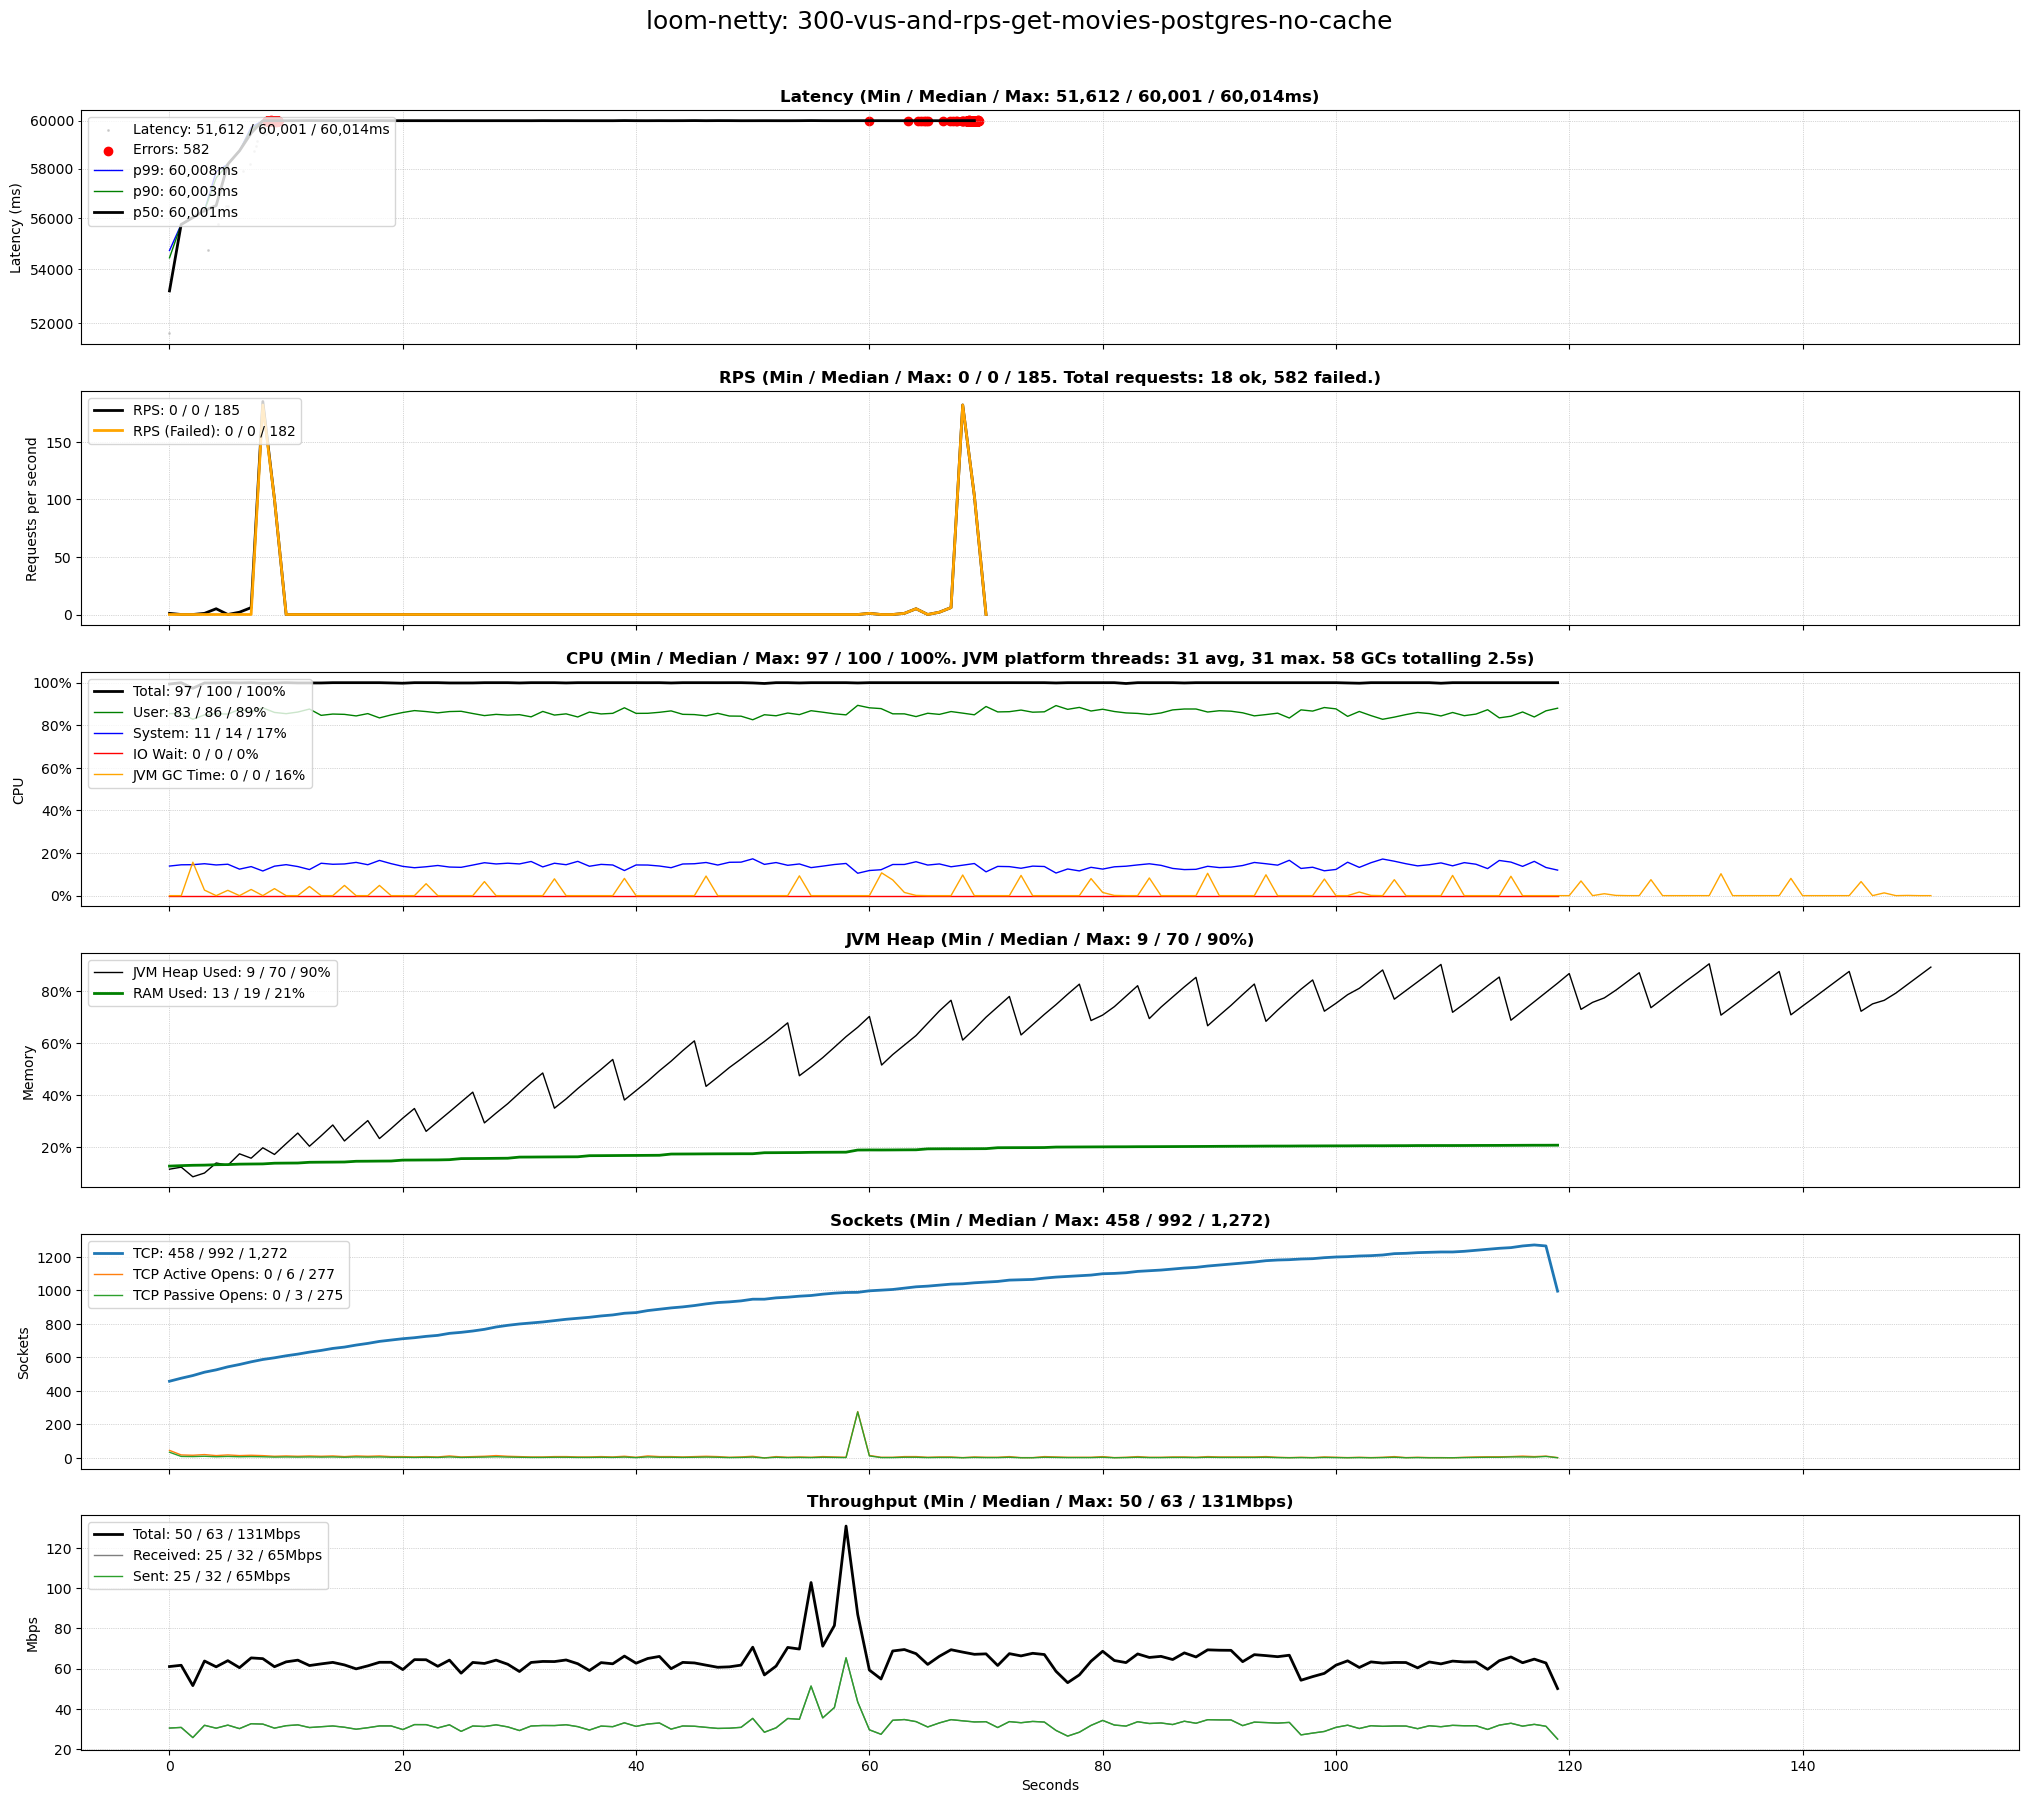 loom-netty: 300-vus-and-rps-get-movies-postgres-no-cache
Latency (Min / Median / Max: 51,612 / 60,001 / 60,014ms)
Latency (ms)
60000
58000
56000
54000
52000
Latency: 51,612 / 60,001 / 60,014ms
Errors: 582
p99: 60,008ms
p90: 60,003ms
p50: 60,001ms
RPS (Min / Median / Max: 0 / 0 / 185. Total requests: 18 ok, 582 failed.)
Requests per second
150
100
50
0
RPS: 0 / 0 / 185
RPS (Failed): 0 / 0 / 182
CPU (Min / Median / Max: 97 / 100 / 100%. JVM platform threads: 31 avg, 31 max. 58 GCs totalling 2.5s)
CPU
100%
80%
60%
40%
20%
0%
Total: 97 / 100 / 100%
User: 83 / 86 / 89%
System: 11 / 14 / 17%
IO Wait: 0 / 0 / 0%
JVM GC Time: 0 / 0 / 16%
JVM Heap (Min / Median / Max: 9 / 70 / 90%)
Memory
80%
60%
40%
20%
JVM Heap Used: 9 / 70 / 90%
RAM Used: 13 / 19 / 21%
Sockets (Min / Median / Max: 458 / 992 / 1,272)
Sockets
1200
1000
800
600
400
200
0
TCP: 458 / 992 / 1,272
TCP Active Opens: 0 / 6 / 277
TCP Passive Opens: 0 / 3 / 275
Throughput (Min / Median / Max: 50 / 63 / 131Mbps)
Mbps
120
100
80
60
40
20
Total: 50 / 63 / 131Mbps
Received: 25 / 32 / 65Mbps
Sent: 25 / 32 / 65Mbps
0 20 40 60 80 100 120 140
Seconds